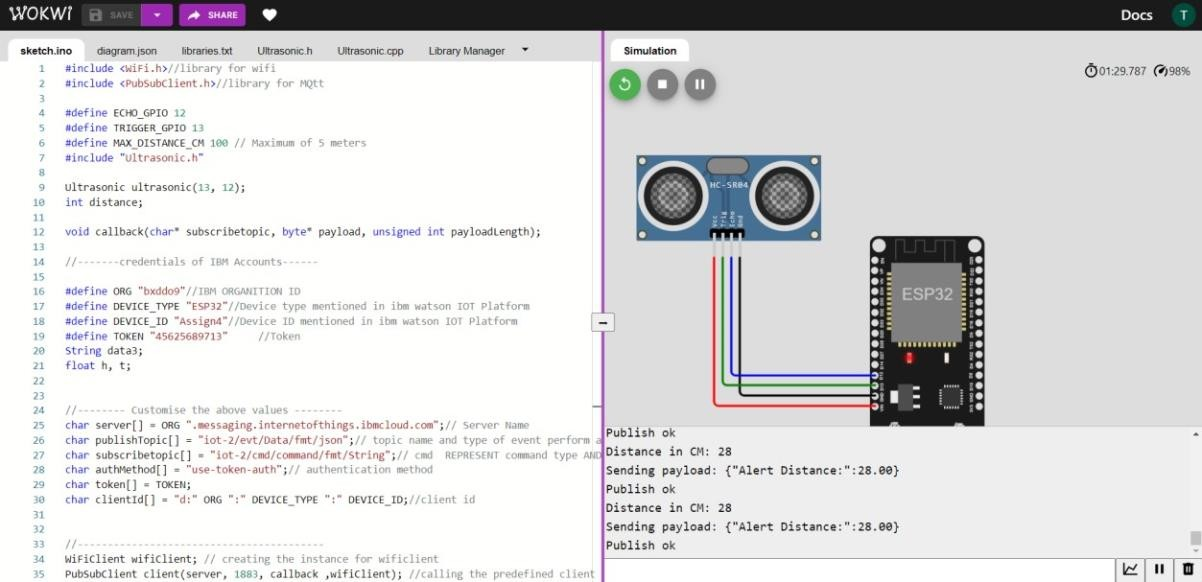 WOKWI SAVE SHARE Docs T
sketch.ino diagram.json libraries.txt Ultrasonic.h Ultrasonic.cpp Library Manager
1 #include <WiFi.h>//library for wifi
2 #include <PubSubClient.h>//library for MQtt
3
4 #define ECHO_GPIO 12
5 #define TRIGGER_GPIO 13
6 #define MAX_DISTANCE_CM 100 // Maximum of 5 meters
7 #include "Ultrasonic.h"
8
9 Ultrasonic ultrasonic(13, 12);
10 int distance;
11
12 void callback(char* subscribetopic, byte* payload, unsigned int payloadLength);
13
14 //-------credentials of IBM Accounts------
15
16 #define ORG "bxddo9"//IBM ORGANITION ID
17 #define DEVICE_TYPE "ESP32"//Device type mentioned in ibm watson IOT Platform
18 #define DEVICE_ID "Assign4"//Device ID mentioned in ibm watson IOT Platform
19 #define TOKEN "45625689713" //Token
20 String data3;
21 float h, t;
22
23
24 //-------- Customise the above values --------
25 char server[] = ORG ".messaging.internetofthings.ibmcloud.com";// Server Name
26 char publishTopic[] = "iot-2/evt/Data/fmt/json";// topic name and type of event perform a
27 char subscribetopic[] = "iot-2/cmd/command/fmt/String";// cmd REPRESENT command type AND
28 char authMethod[] = "use-token-auth";// authentication method
29 char token[] = TOKEN;
30 char clientId[] = "d:" ORG ":" DEVICE_TYPE ":" DEVICE_ID;//client id
31
32
33 //-----------------------------------------
34 WiFiClient wifiClient; // creating the instance for wificlient
35 PubSubClient client(server, 1883, callback ,wifiClient); //calling the predefined client
Simulation
01:29.787 98%
HC-SR04
Vcc
Trig
Echo
Gnd
ESP32
Publish ok
Distance in CM: 28
Sending payload: {"Alert Distance:":28.00}
Publish ok
Distance in CM: 28
Sending payload: {"Alert Distance:":28.00}
Publish ok